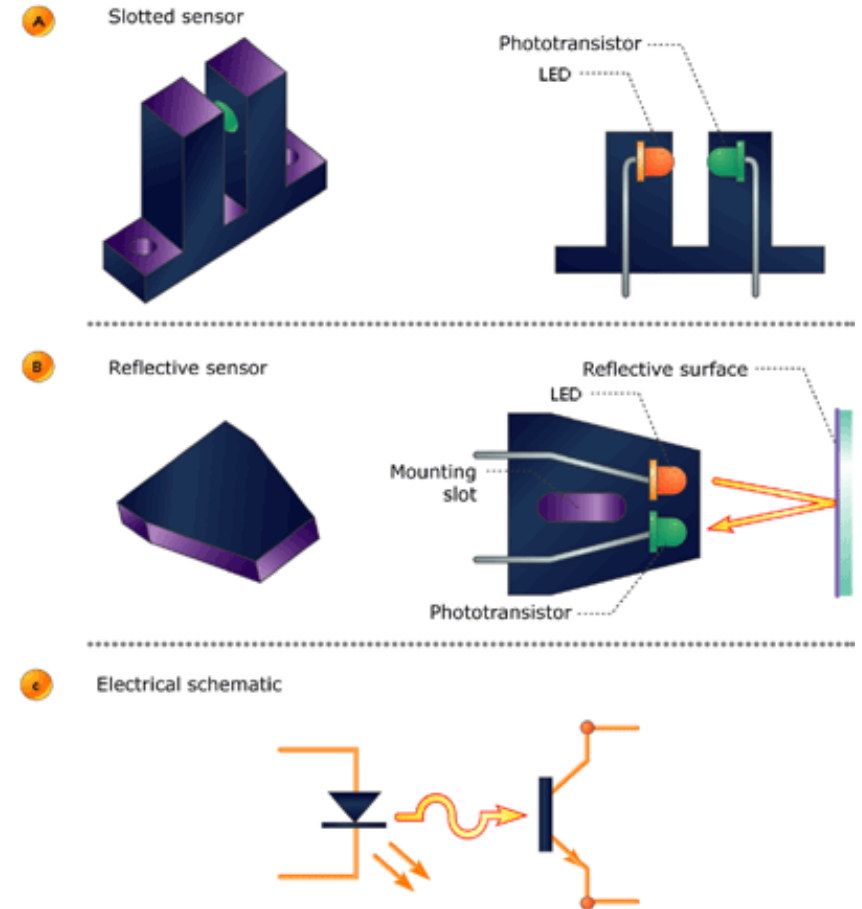 A
Slotted sensor
Phototransistor
LED
B
Reflective sensor
Reflective surface
LED
Mounting
slot
Phototransistor
c
Electrical schematic